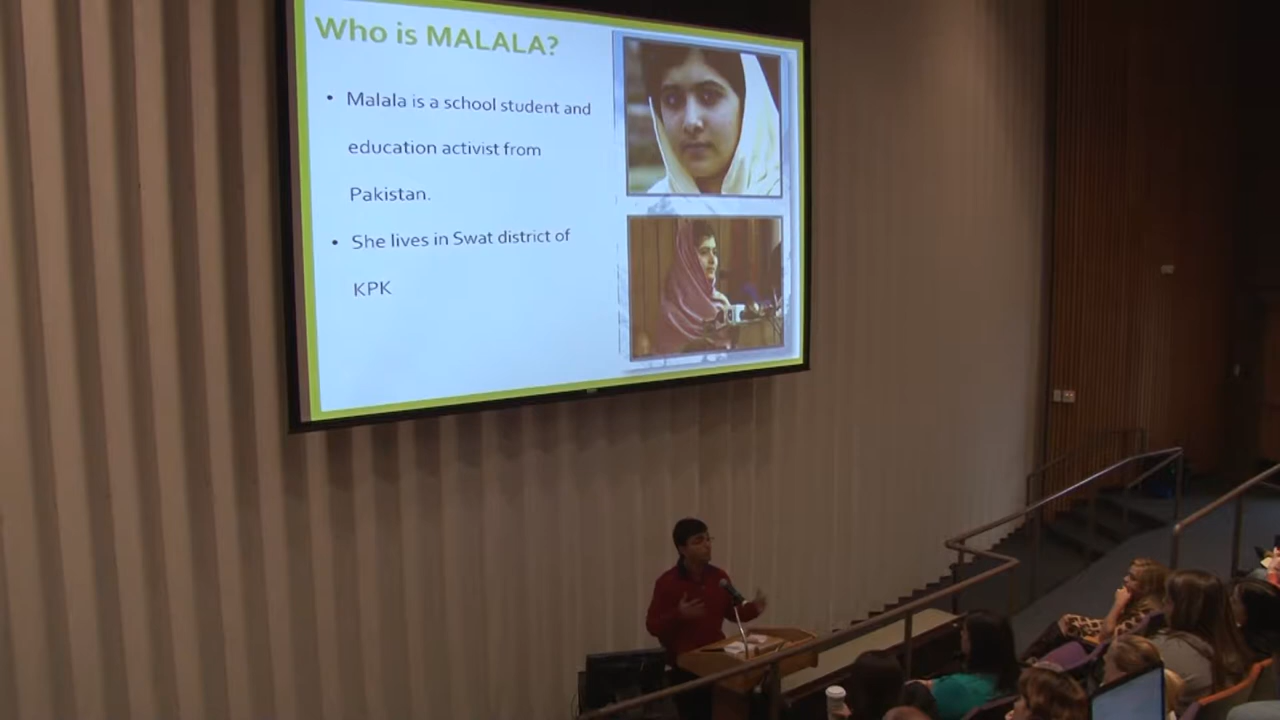 Who is MALALA?
• Malala is a school student and
education activist from
Pakistan.
• She lives in Swat district of
KPK